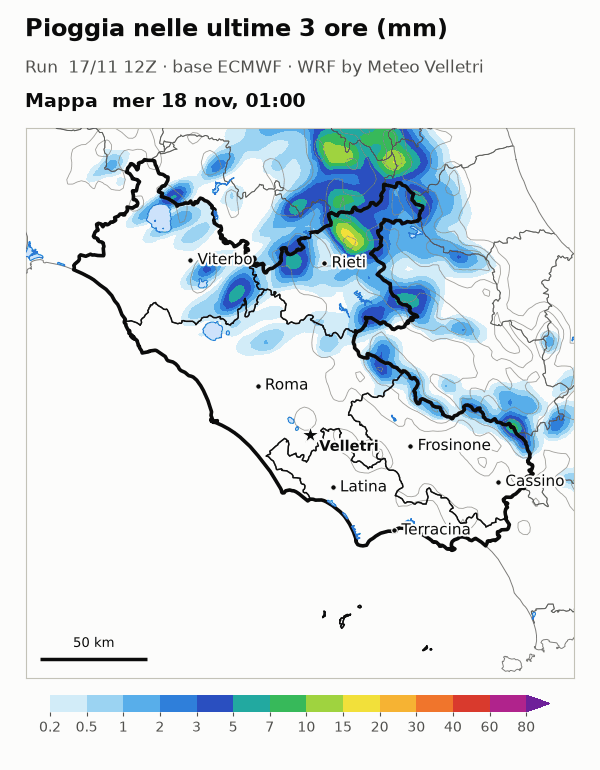 Pioggia nelle ultime 3 ore (mm)
Run  17/11 12Z · base ECMWF · WRF by Meteo Velletri
Mappa  mer 18 nov, 01:00
Viterbo
Rieti
Roma
Velletri
Frosinone
Latina
Cassino
Terracina
50 km
0.2 0.5 1 2 3 5 7 10 15 20 30 40 60 80